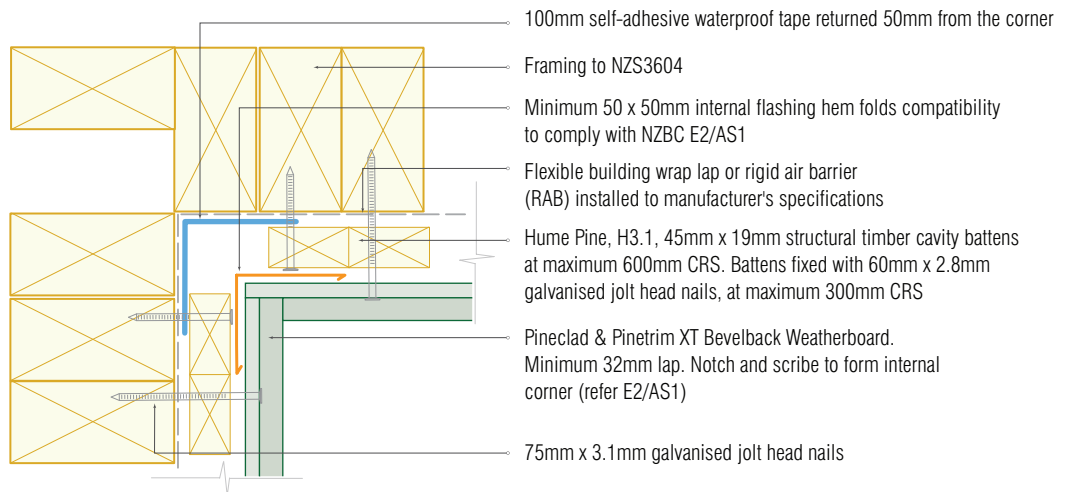 100mm self-adhesive waterproof tape returned 50mm from the corner
Framing to NZS3604
Minimum 50 x 50mm internal flashing hem folds compatibility
to comply with NZBC E2/AS1
Flexible building wrap lap or rigid air barrier
(RAB) installed to manufacturer's specifications
Hume Pine, H3.1, 45mm x 19mm structural timber cavity battens
at maximum 600mm CRS. Battens fixed with 60mm x 2.8mm
galvanised jolt head nails, at maximum 300mm CRS
Pineclad & Pinetrim XT Bevelback Weatherboard.
Minimum 32mm lap. Notch and scribe to form internal
corner (refer E2/AS1)
75mm x 3.1mm galvanised jolt head nails